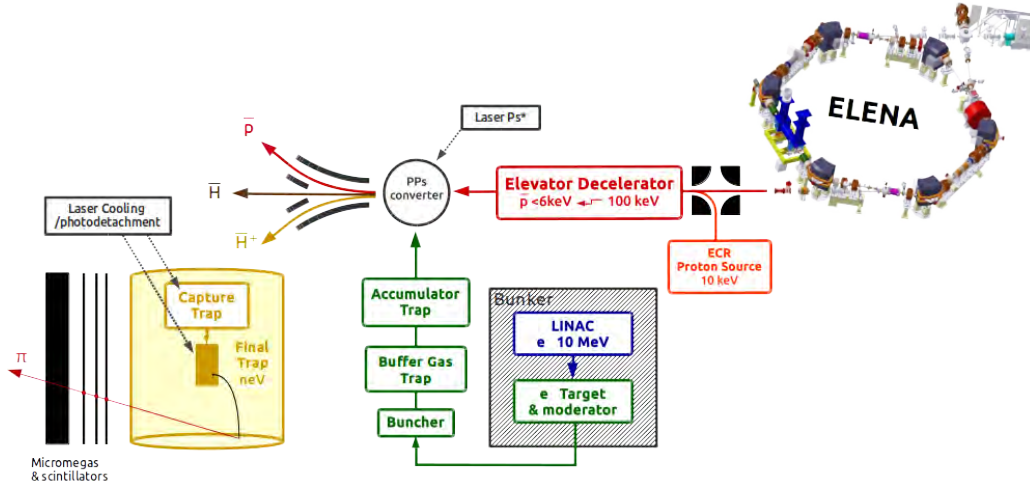 ELENA
Laser Ps*
p̅
PPs
converter
Elevator Decelerator
p̅ <6keV ↲ 100 keV
H̅
Laser Cooling
/photodetachment
H̅⁺
ECR
Proton Source
10 keV
Capture
Trap
Accumulator
Trap
Bunker
LINAC
e 10 MeV
Final
Trap
neV
π
Buffer Gas
Trap
e Target
& moderator
Buncher
Micromegas
& scintillators